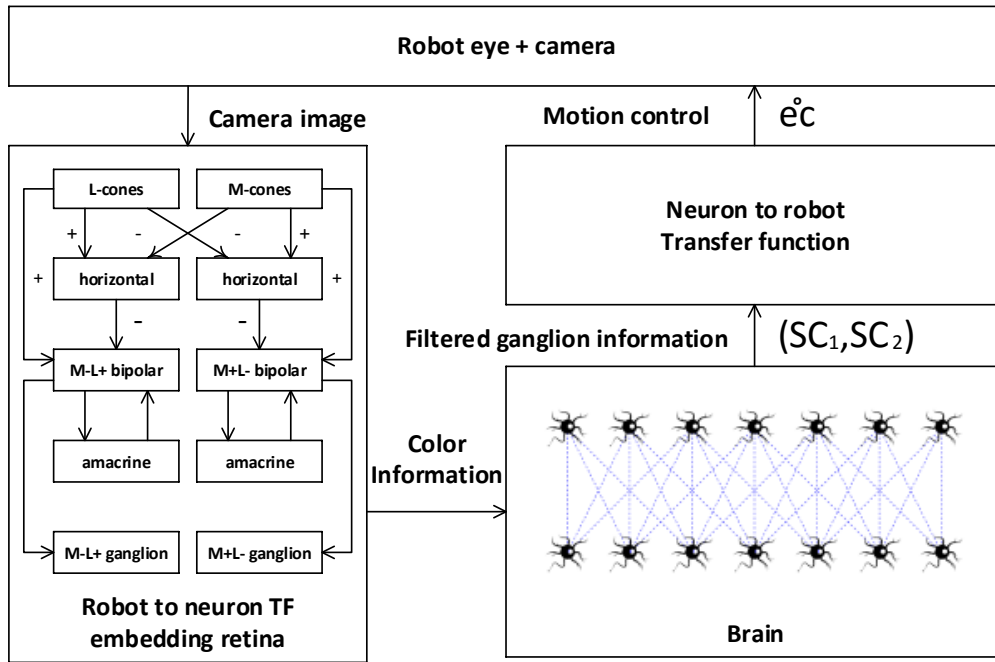 Robot eye + camera
Camera image
Motion control
e̊c
L-cones
M-cones
+
-
-
+
+
+
horizontal
horizontal
-
-
M-L+ bipolar
M+L- bipolar
amacrine
amacrine
M-L+ ganglion
M+L- ganglion
Robot to neuron TF
embedding retina
Color
Information
Neuron to robot
Transfer function
Filtered ganglion information
(SC₁,SC₂)
Brain